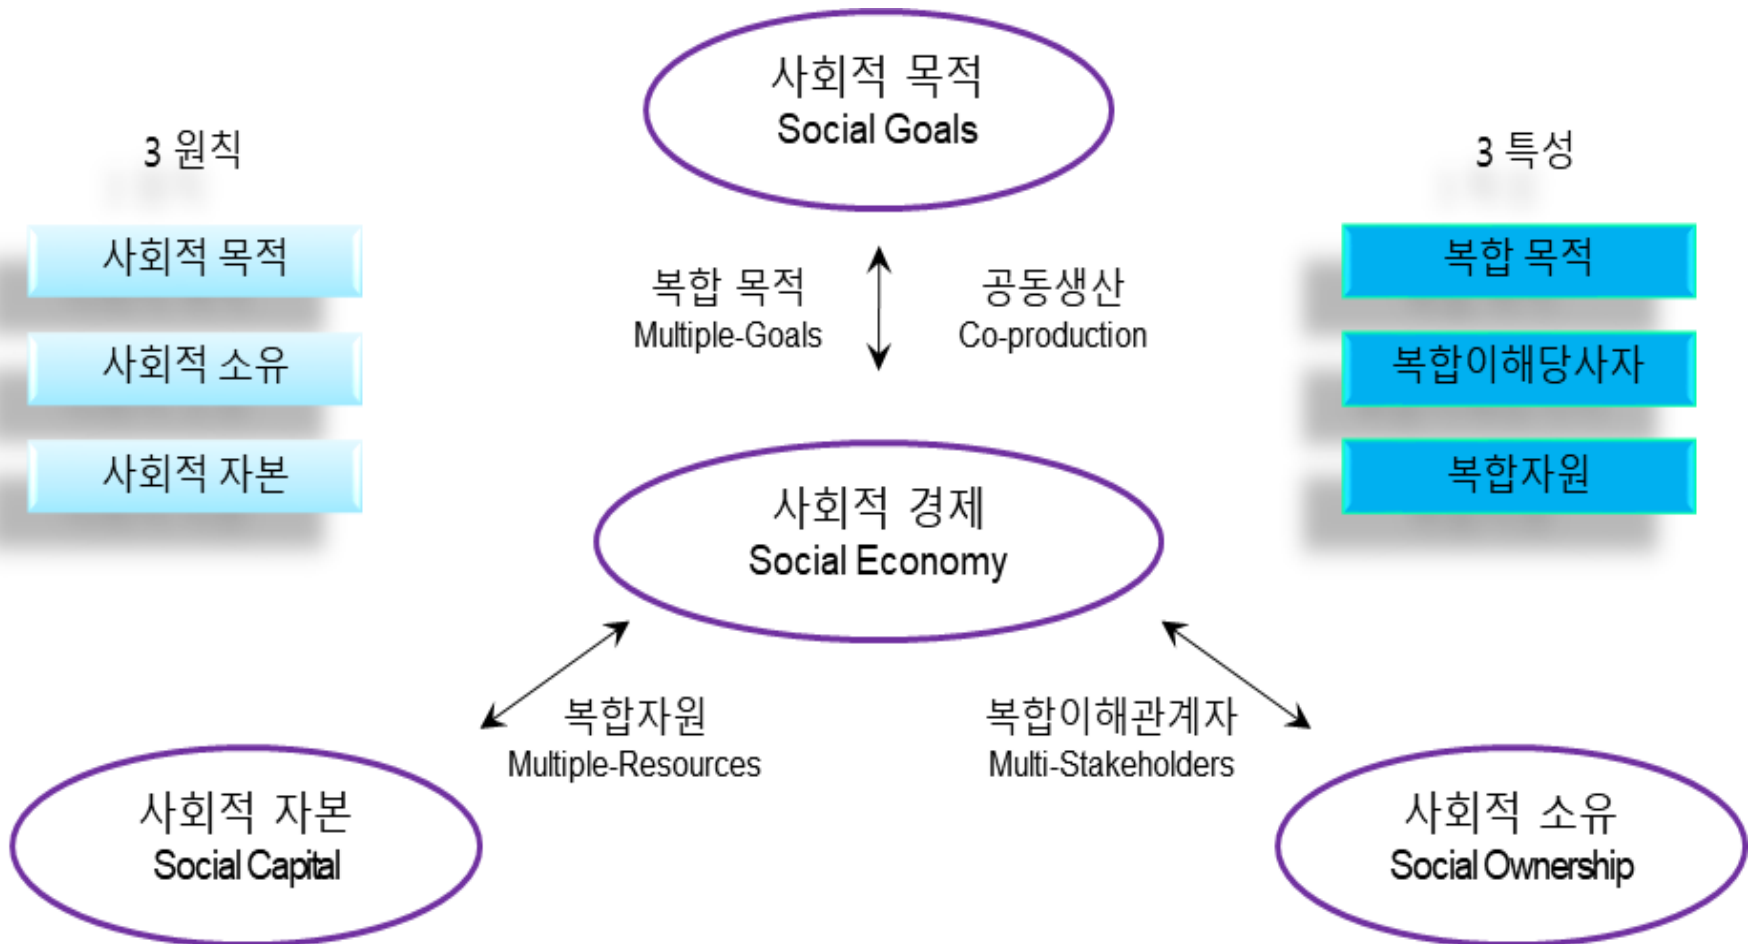 사회적 목적
Social Goals
3 원칙
사회적 목적
사회적 소유
사회적 자본
3 특성
복합 목적
복합이해당사자
복합자원
복합 목적
Multiple-Goals
공동생산
Co-production
사회적 경제
Social Economy
복합자원
Multiple-Resources
복합이해관계자
Multi-Stakeholders
사회적 자본
Social Capital
사회적 소유
Social Ownership